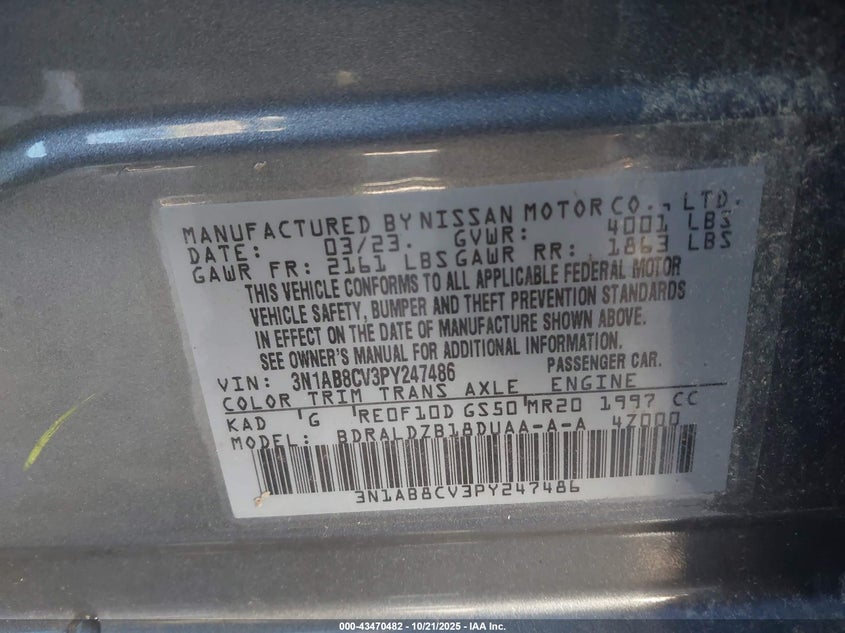 MANUFACTURED BY NISSAN MOTOR CO., LTD.
DATE: 03/23. GVWR: 4001 LBS
GAWR FR: 2161 LBS GAWR RR: 1863 LBS
THIS VEHICLE CONFORMS TO ALL APPLICABLE FEDERAL MOTOR
VEHICLE SAFETY, BUMPER AND THEFT PREVENTION STANDARDS
IN EFFECT ON THE DATE OF MANUFACTURE SHOWN ABOVE.
SEE OWNER'S MANUAL FOR ADDITIONAL INFORMATION.
VIN: 3N1AB8CV3PY247486 PASSENGER CAR.
COLOR TRIM TRANS AXLE ENGINE
KAD G RE0F10D GS50 MR20 1997 CC
MODEL: BDRALDZB18DUAA-A-A 4Z000
3N1AB8CV3PY247486
000-43470482 - 10/21/2025 - IAA Inc.